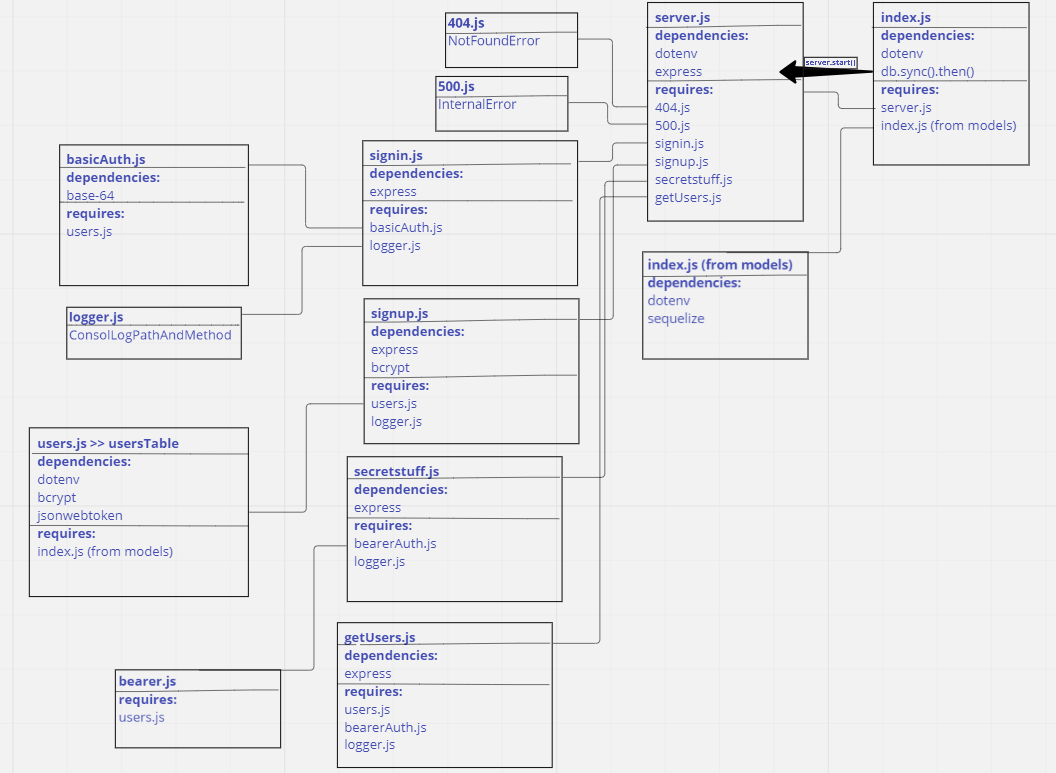 404.js
NotFoundError
500.js
InternalError
server.js
dependencies:
dotenv
express
requires:
404.js
500.js
signin.js
signup.js
secretstuff.js
getUsers.js
server.start()
index.js
dependencies:
dotenv
db.sync().then()
requires:
server.js
index.js (from models)
basicAuth.js
dependencies:
base-64
requires:
users.js
signin.js
dependencies:
express
requires:
basicAuth.js
logger.js
index.js (from models)
dependencies:
dotenv
sequelize
logger.js
ConsolLogPathAndMethod
signup.js
dependencies:
express
bcrypt
requires:
users.js
logger.js
users.js >> usersTable
dependencies:
dotenv
bcrypt
jsonwebtoken
requires:
index.js (from models)
secretstuff.js
dependencies:
express
requires:
bearerAuth.js
logger.js
bearer.js
requires:
users.js
getUsers.js
dependencies:
express
requires:
users.js
bearerAuth.js
logger.js